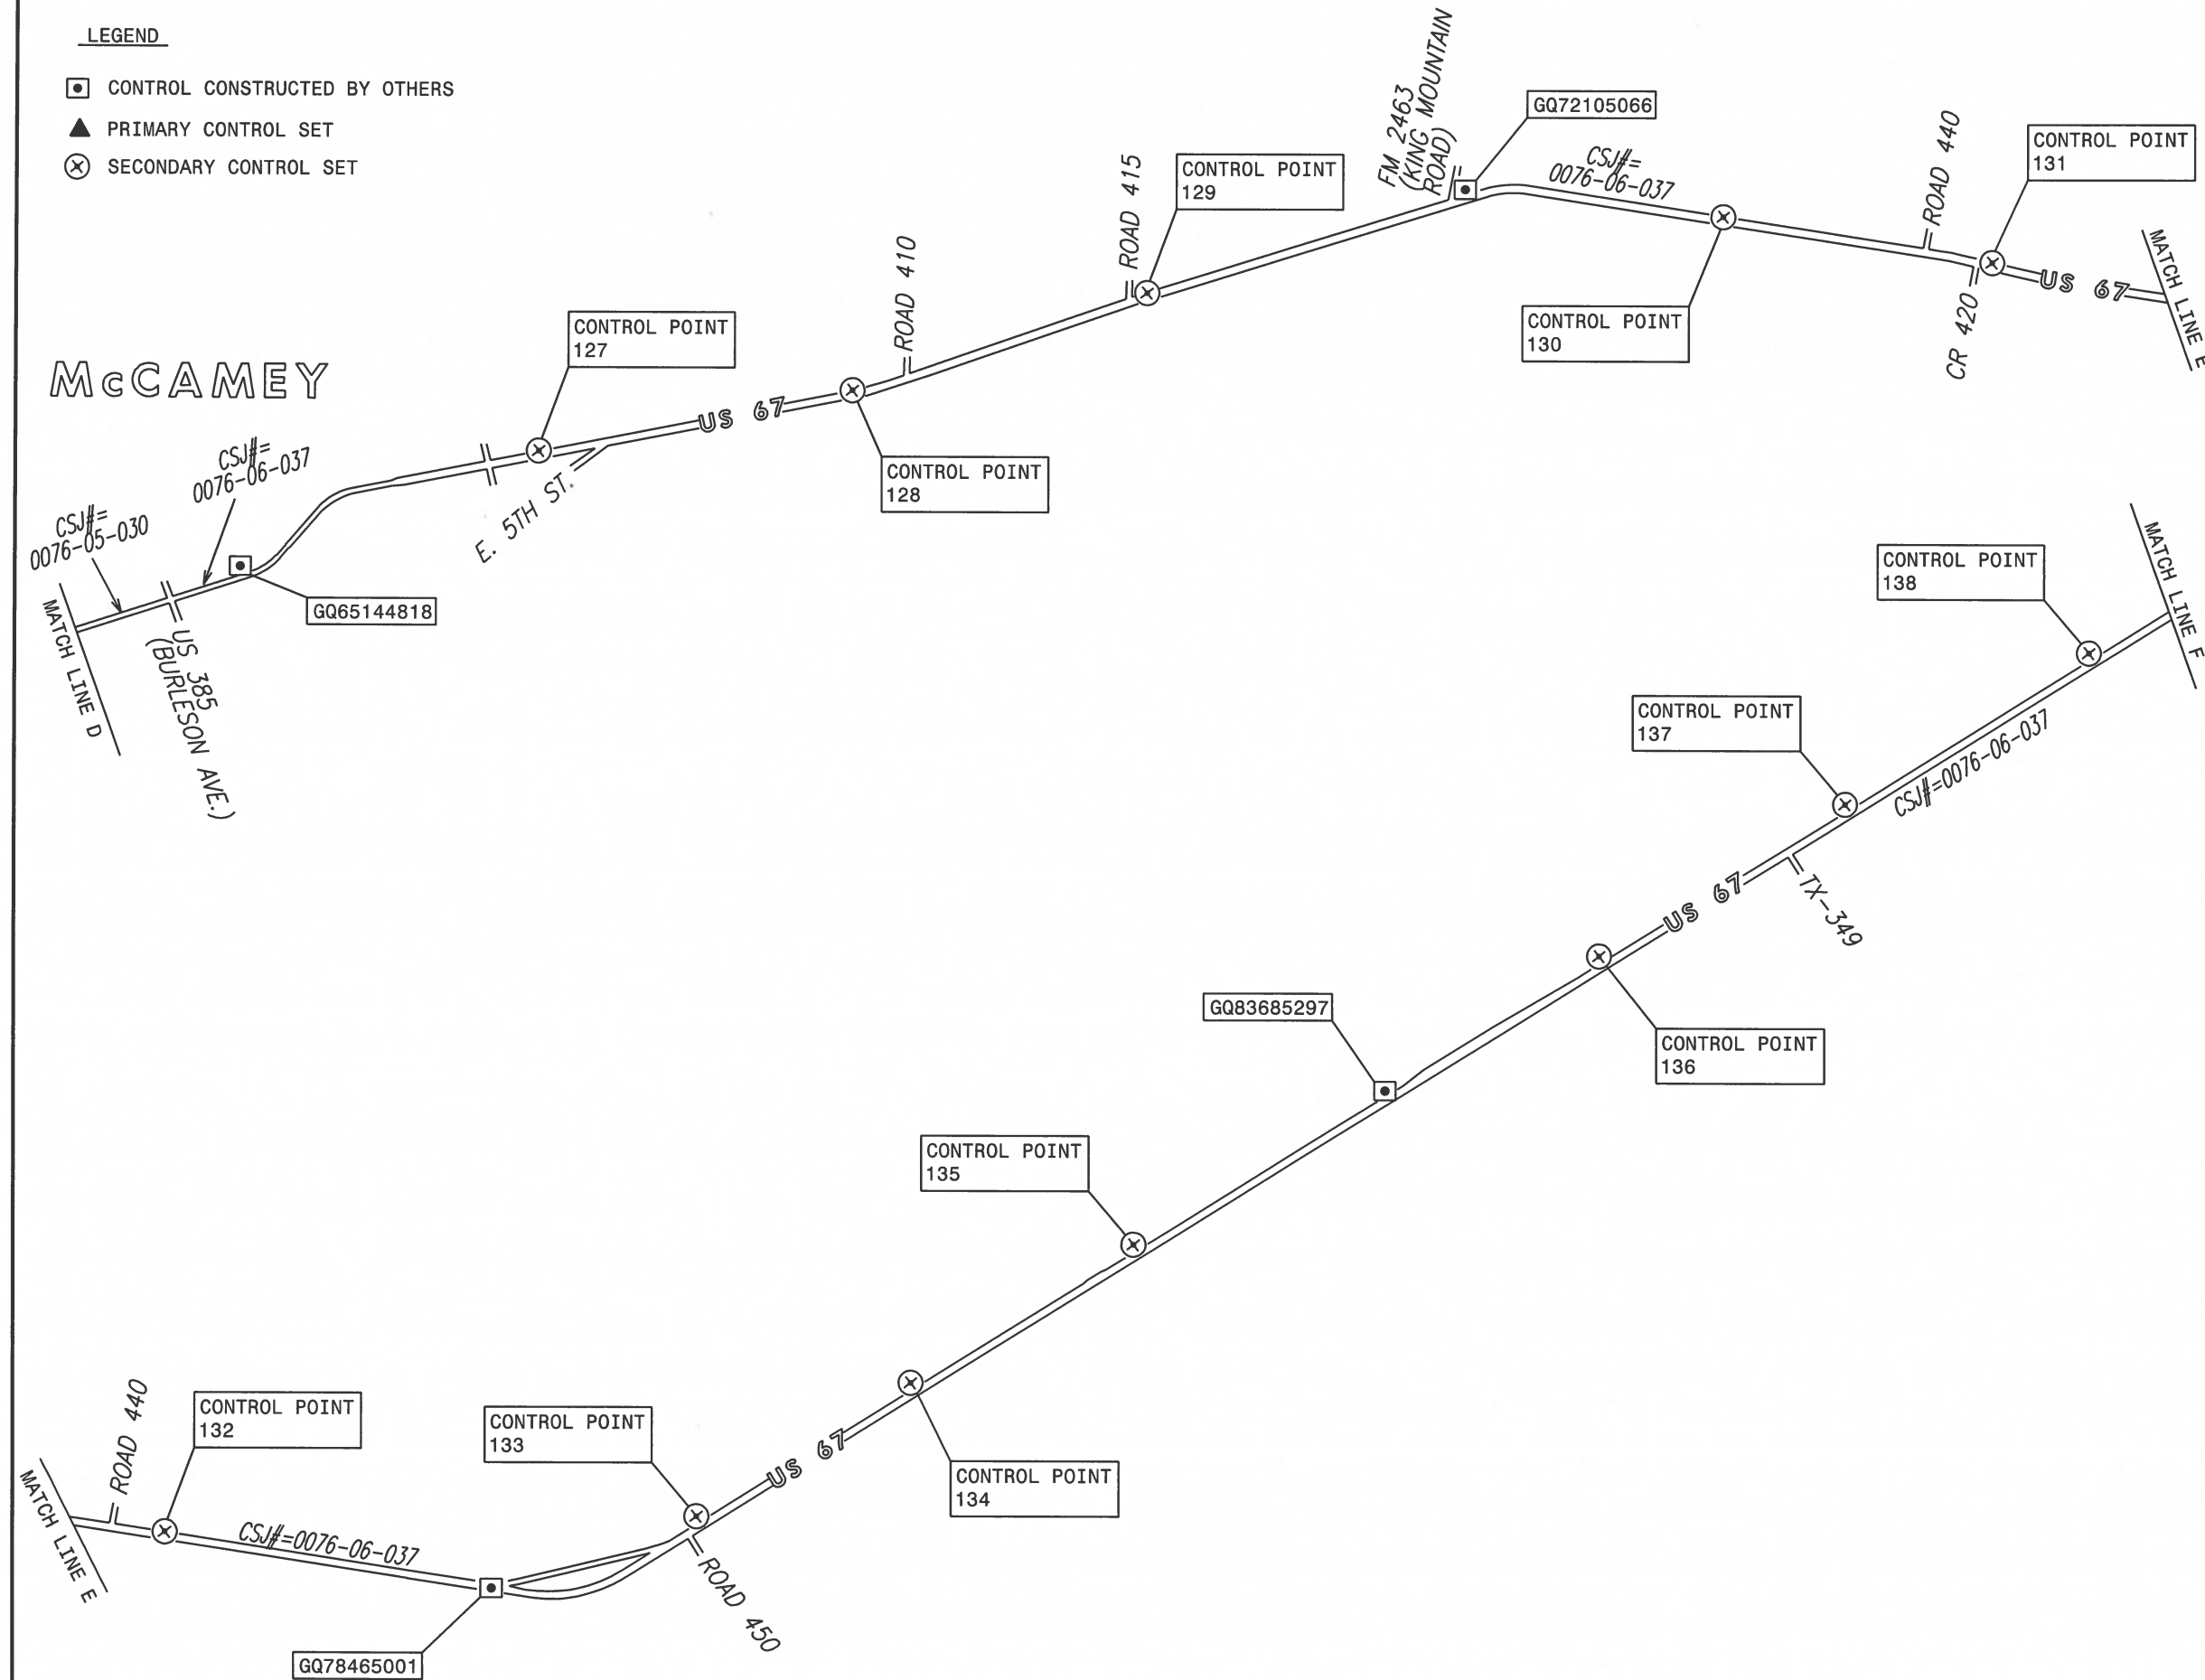 LEGEND
CONTROL CONSTRUCTED BY OTHERS
PRIMARY CONTROL SET
SECONDARY CONTROL SET
McCAMEY
CSJ#=
0076-05-030
CSJ#=
0076-06-037
MATCH LINE D
US 385
(BURLESON AVE.)
GQ65144818
CONTROL POINT
127
E. 5TH ST.
US 67
CONTROL POINT
128
ROAD 410
ROAD 415
CONTROL POINT
129
FM 2463
(KING MOUNTAIN
ROAD)
GQ72105066
CSJ#=
0076-06-037
CONTROL POINT
130
ROAD 440
CR 420
CONTROL POINT
131
US 67
MATCH LINE E
MATCH LINE F
CONTROL POINT
138
CONTROL POINT
137
CSJ#=0076-06-037
TX-349
US 67
CONTROL POINT
136
GQ83685297
CONTROL POINT
135
CONTROL POINT
134
US 67
CONTROL POINT
133
ROAD 450
CONTROL POINT
132
ROAD 440
MATCH LINE E
CSJ#=0076-06-037
GQ78465001